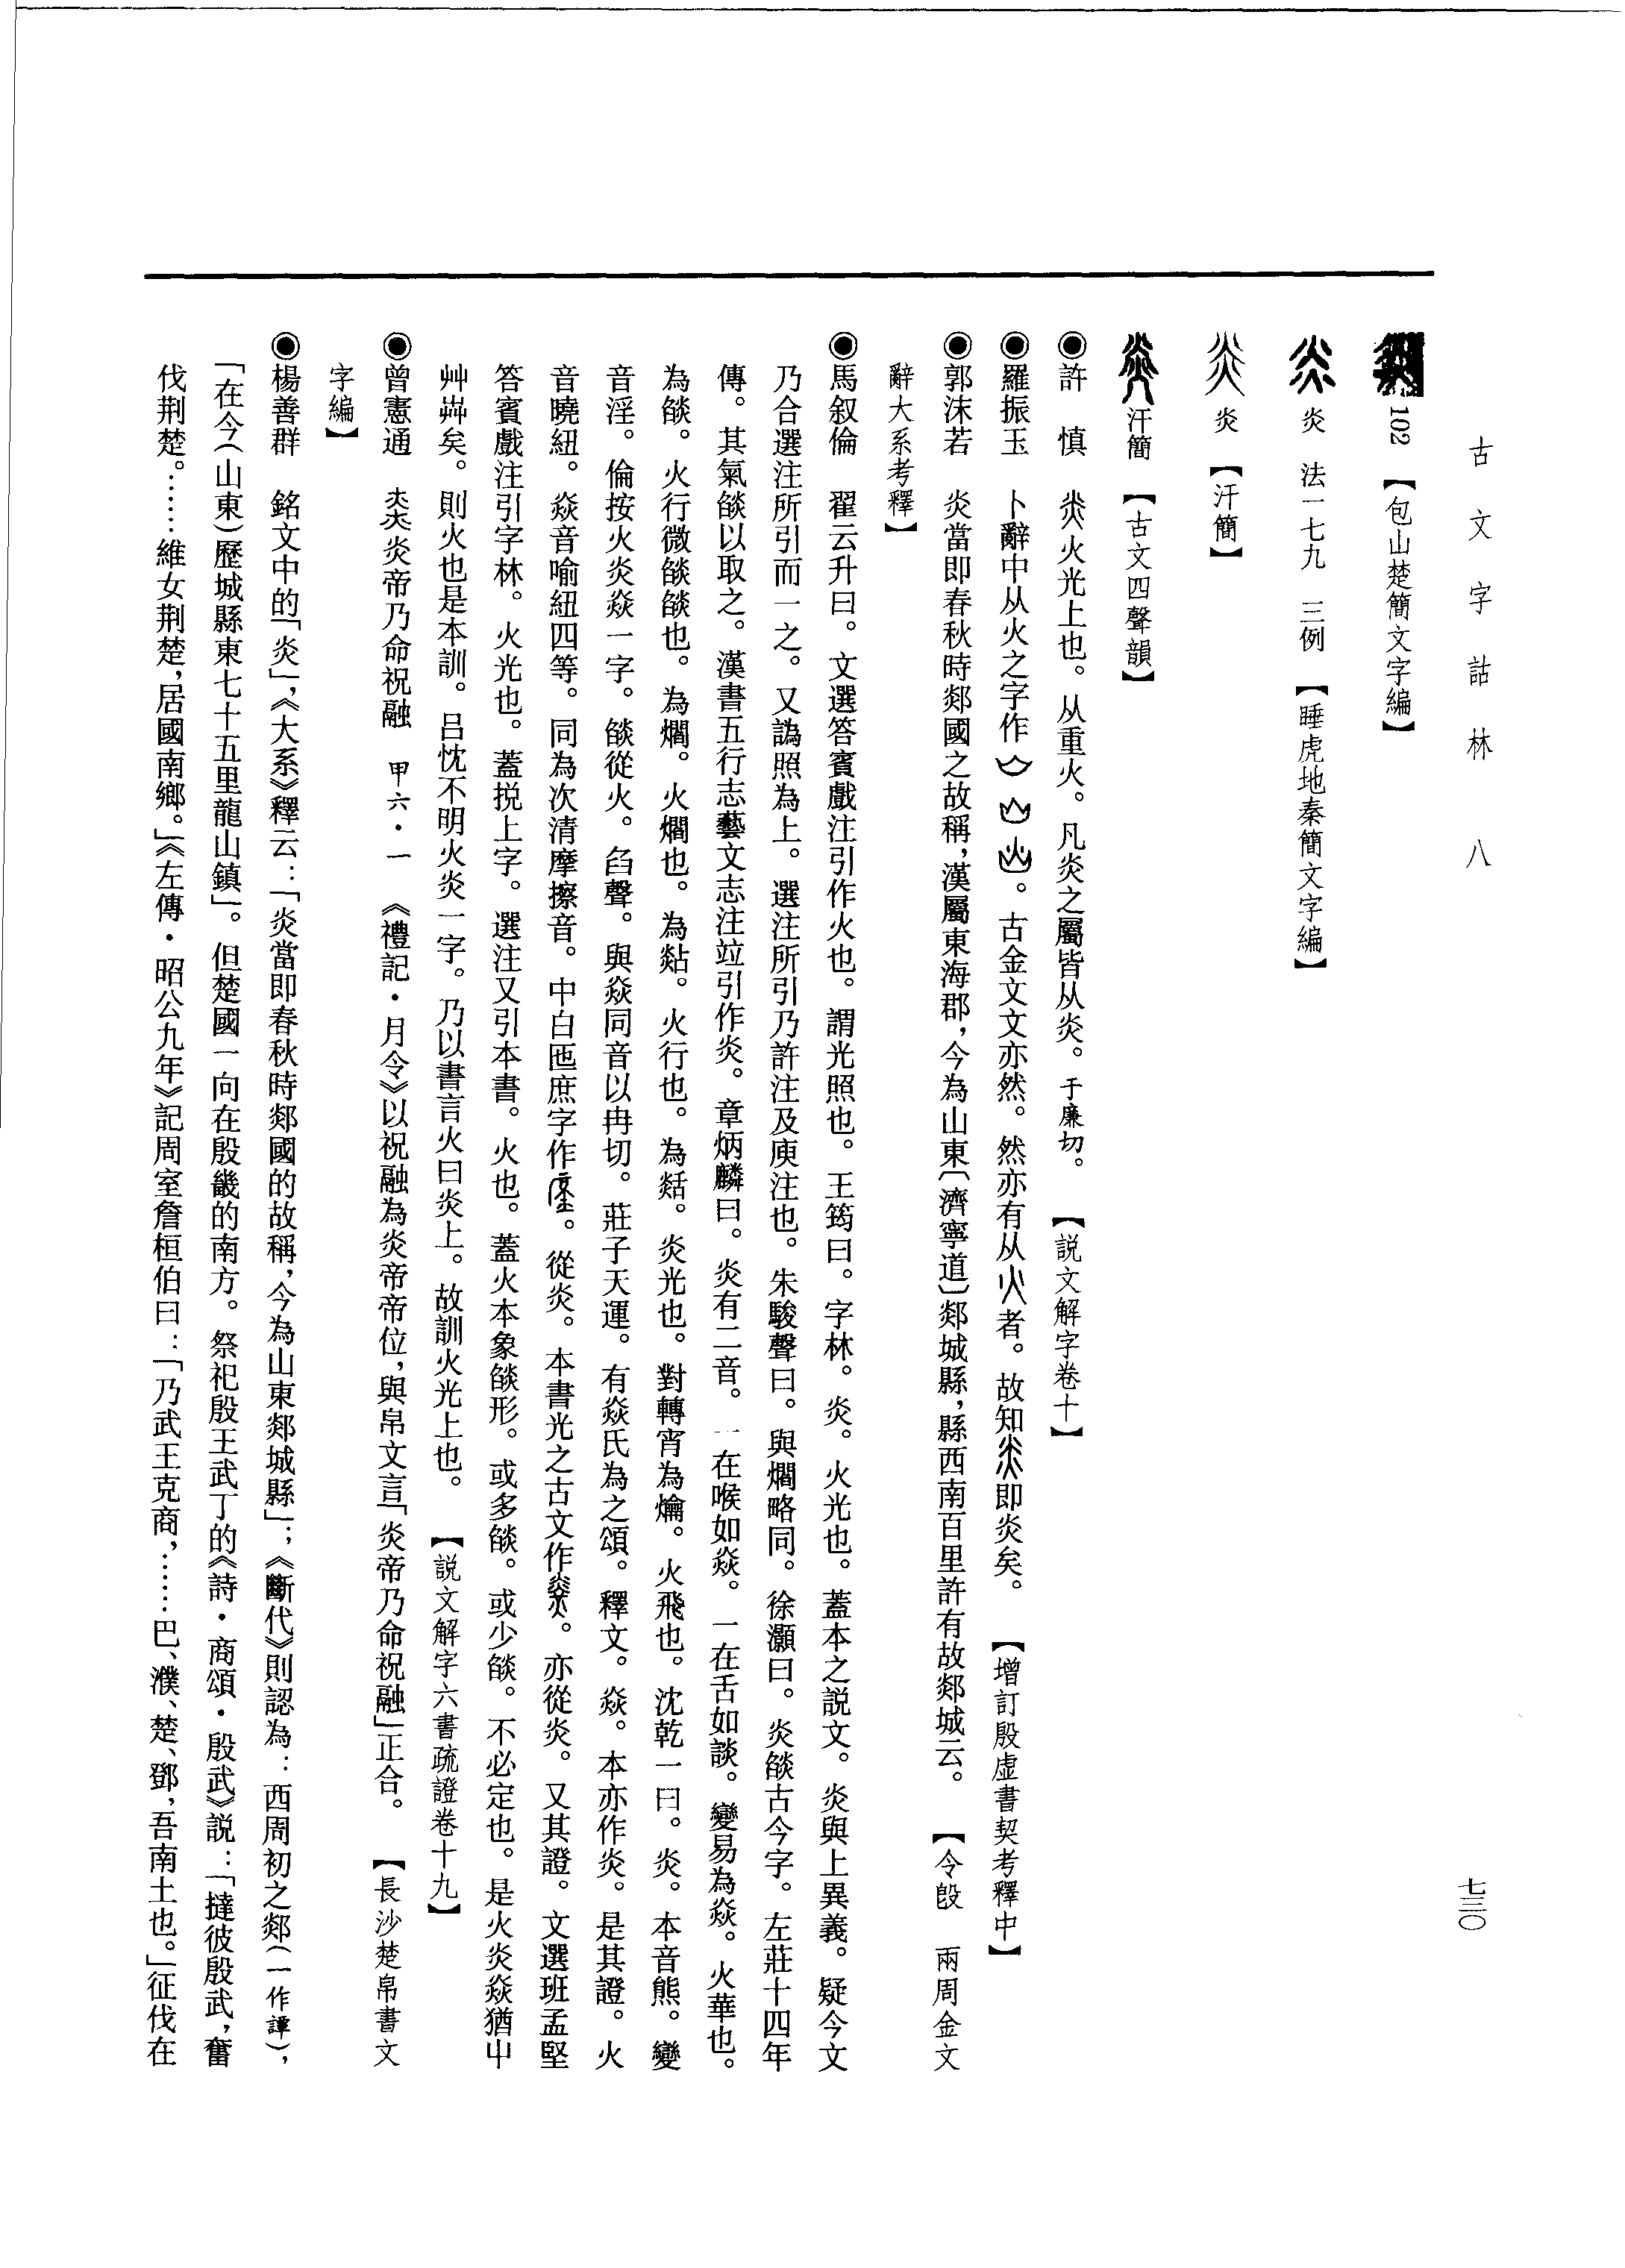 古文字詁林 八
七三〇
102 【包山楚簡文字編】
炎 法一七九 三例 【睡虎地秦簡文字編】
炎 【汗簡】
汗簡 【古文四聲韻】
◉許 慎 火光上也。从重火。凡炎之屬皆从炎。于廉切。 【説文解字卷十】
◉羅振玉 卜辭中从火之字作。古金文文亦然。然亦有从者。故知即炎矣。 【增訂殷虛書契考釋中】
◉郭沫若 炎當即春秋時郯國之故稱，漢屬東海郡，今為山東〔濟寧道〕郯城縣，縣西南百里許有故郯城云。 【令𣪘 兩周金文
辭大系考釋】
◉馬叙倫 翟云升曰。文選答賓戲注引作火也。謂光照也。王筠曰。字林。炎。火光也。蓋本之説文。炎與上異義。疑今文
乃合選注所引而一之。又譌照為上。選注所引乃許注及庾注也。朱駿聲曰。與爓略同。徐灝曰。炎燄古今字。左莊十四年
傳。其氣燄以取之。漢書五行志藝文志注竝引作炎。章炳麟曰。炎有二音。一在喉如焱。一在舌如談。變易為焱。火華也。
為燄。火行微燄燄也。為爓。火爓也。為煔。火行也。為𤈦。炎光也。對轉宵為爚。火飛也。沈乾一曰。炎。本音熊。變
音淫。倫按火炎焱一字。燄從火。臽聲。與焱同音以冉切。莊子天運。有焱氏為之頌。釋文。焱。本亦作炎。是其證。火
音曉紐。焱音喻紐四等。同為次清摩擦音。中白匜庶字作。從炎。本書光之古文作。亦從炎。又其證。文選班孟堅
答賓戲注引字林。火光也。蓋挩上字。選注又引本書。火也。蓋火本象燄形。或多燄。或少燄。不必定也。是火炎焱猶屮
艸茻矣。則火也是本訓。吕忱不明火炎一字。乃以書言火曰炎上。故訓火光上也。 【説文解字六書疏證卷十九】
◉曾憲通 炎帝乃命祝融 甲六·一 《禮記·月令》以祝融為炎帝帝位，與帛文言「炎帝乃命祝融」正合。 【長沙楚帛書文
字編】
◉楊善群 銘文中的「炎」，《大系》釋云：「炎當即春秋時郯國的故稱，今為山東郯城縣」；《斷代》則認為：西周初之郯（一作譚），
「在今（山東）歷城縣東七十五里龍山鎮」。但楚國一向在殷畿的南方。祭祀殷王武丁的《詩·商頌·殷武》説：「撻彼殷武，奮
伐荆楚。……維女荆楚，居國南鄉。」《左傳·昭公九年》記周室詹桓伯曰：「乃武王克商，……巴、濮、楚、鄧，吾南土也。」征伐在